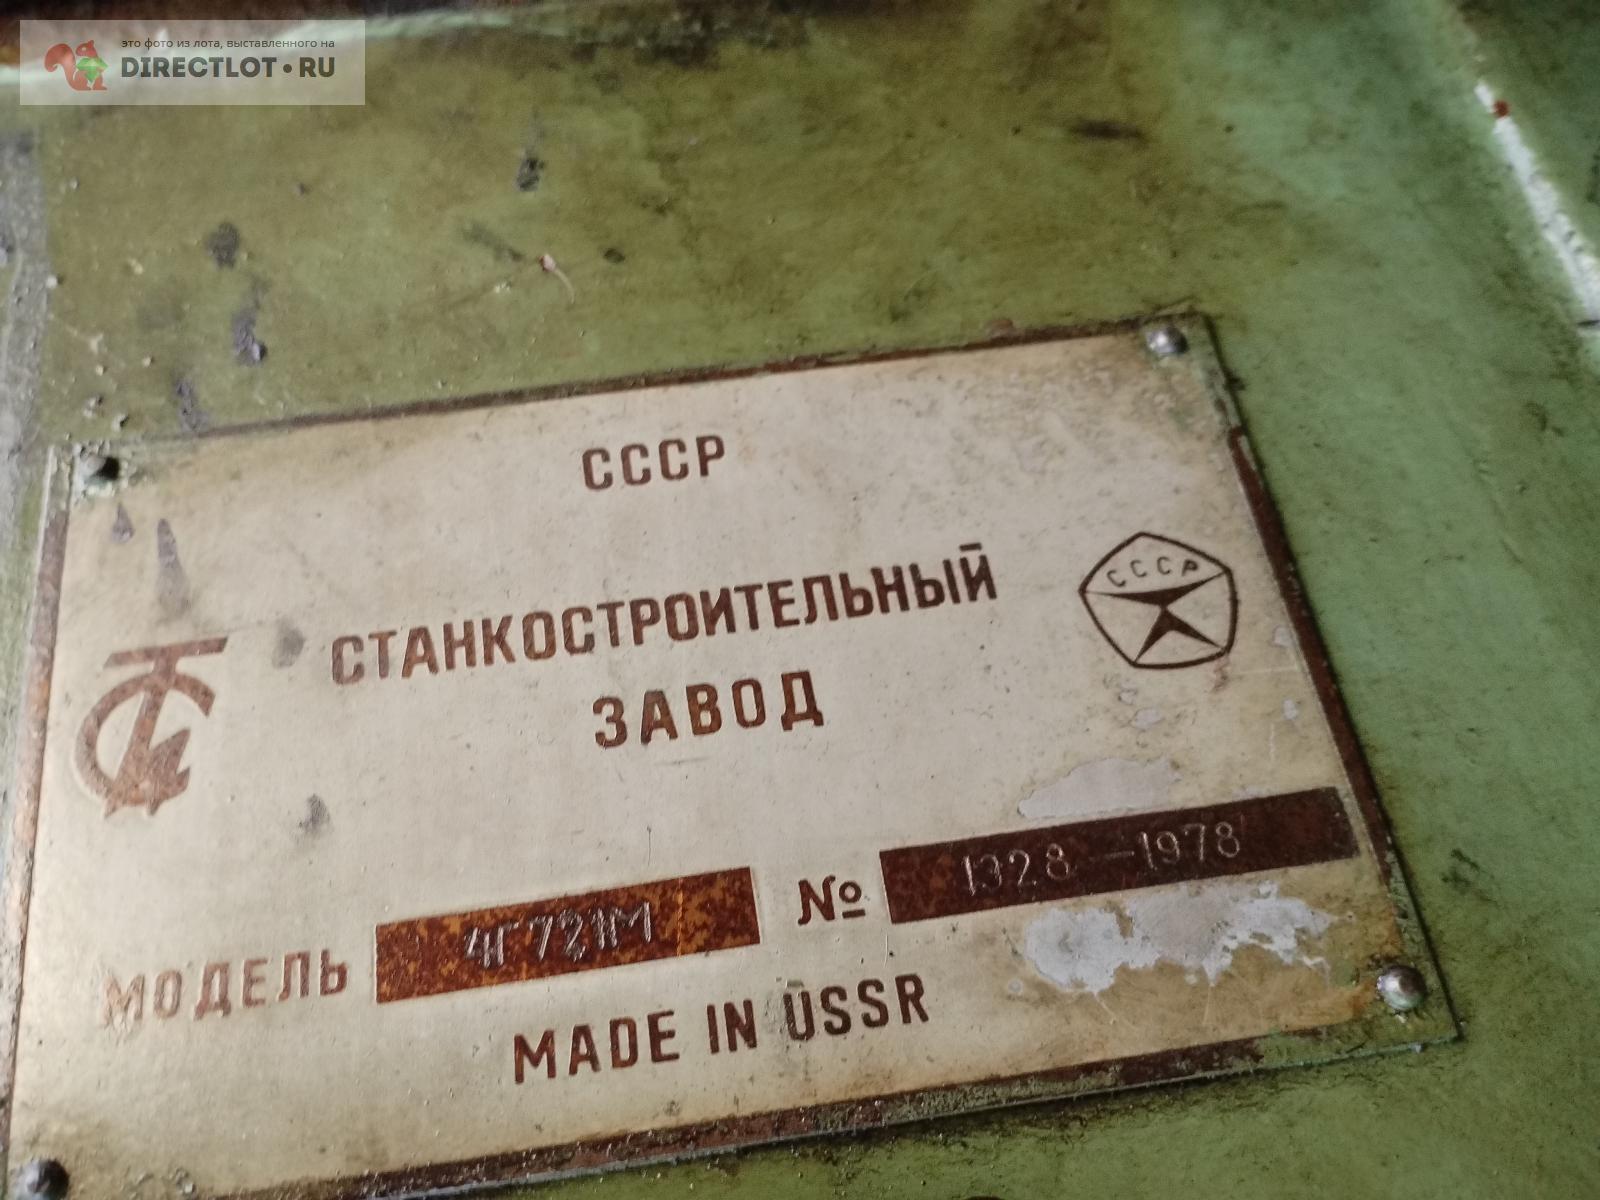 это фото из лота, выставленного на
DIRECTLOT•RU
СССР
СТАНКОСТРОИТЕЛЬНЫЙ
СССР
ЗАВОД
МОДЕЛЬ 4Г721М № 1328-1978
MADE IN USSR